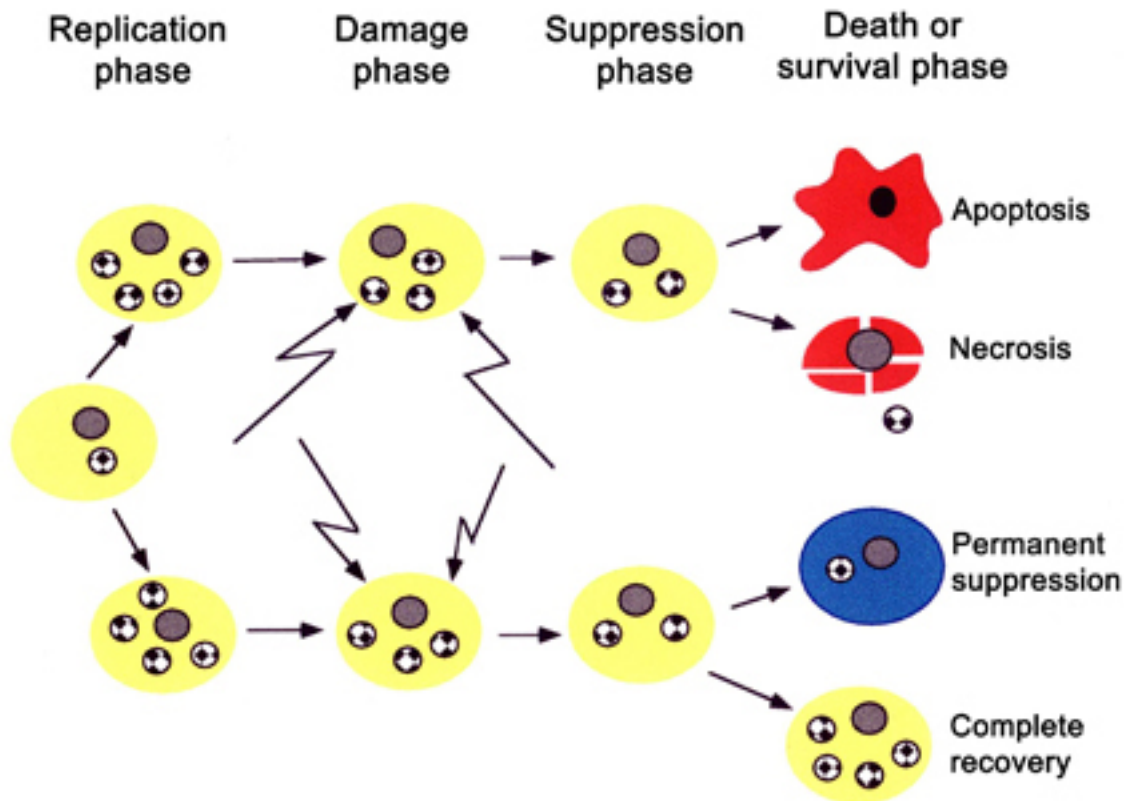 Replication
phase
Damage
phase
Suppression
phase
Death or
survival phase
Apoptosis
Necrosis
Permanent
suppression
Complete
recovery